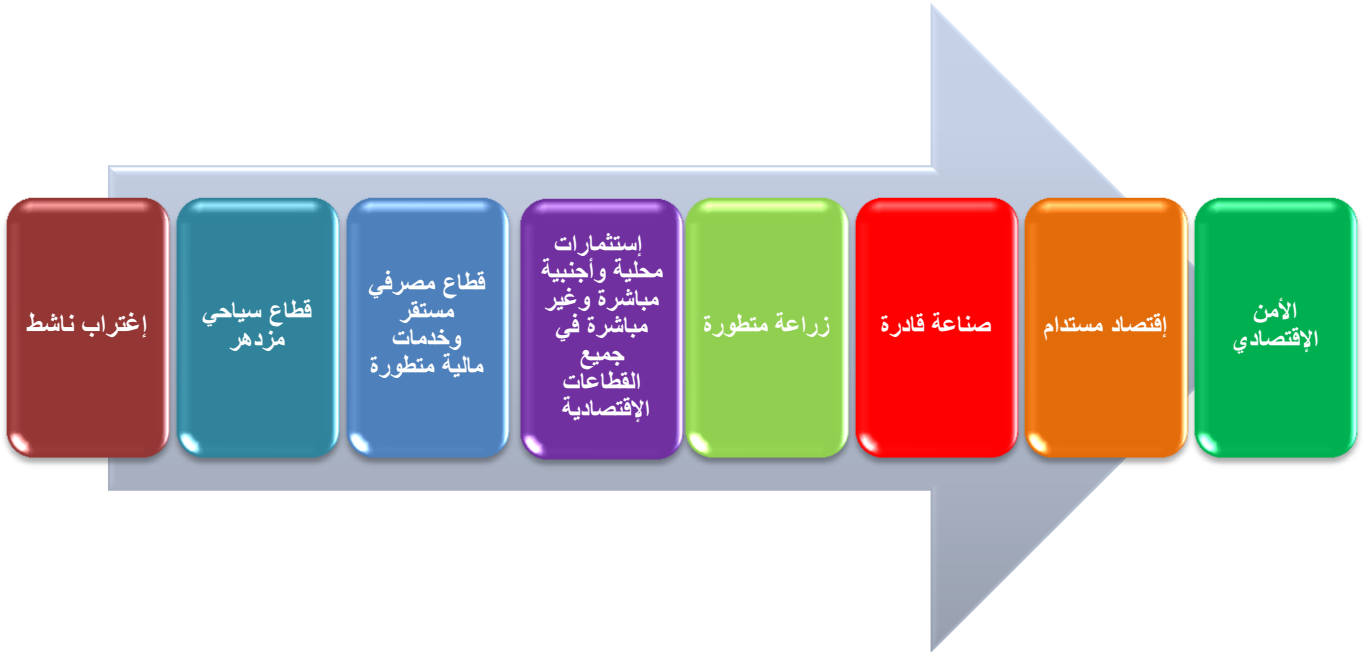 إغتراب ناشط
قطاع سياحي
مزدهر
قطاع مصرفي
مستقر
وخدمات
مالية متطورة
إستثمارات
محلية وأجنبية
مباشرة وغير
مباشرة في
جميع
القطاعات
الإقتصادية
زراعة متطورة
صناعة قادرة
إقتصاد مستدام
الأمن
الإقتصادي